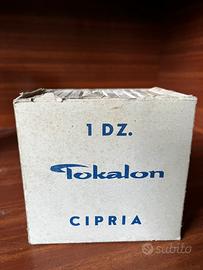 1 DZ.
Tokalon
CIPRIA
subito